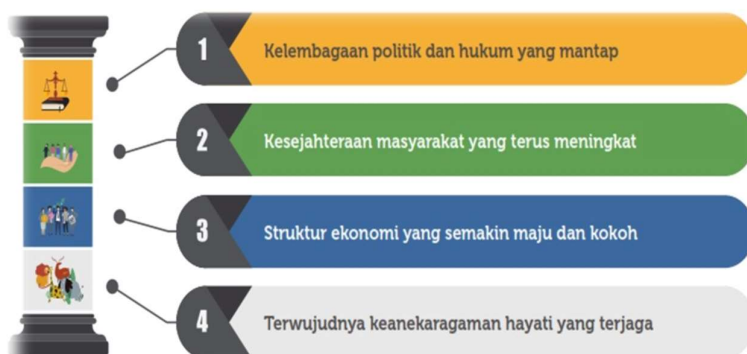 1
Kelembagaan politik dan hukum yang mantap
2
Kesejahteraan masyarakat yang terus meningkat
3
Struktur ekonomi yang semakin maju dan kokoh
4
Terwujudnya keanekaragaman hayati yang terjaga